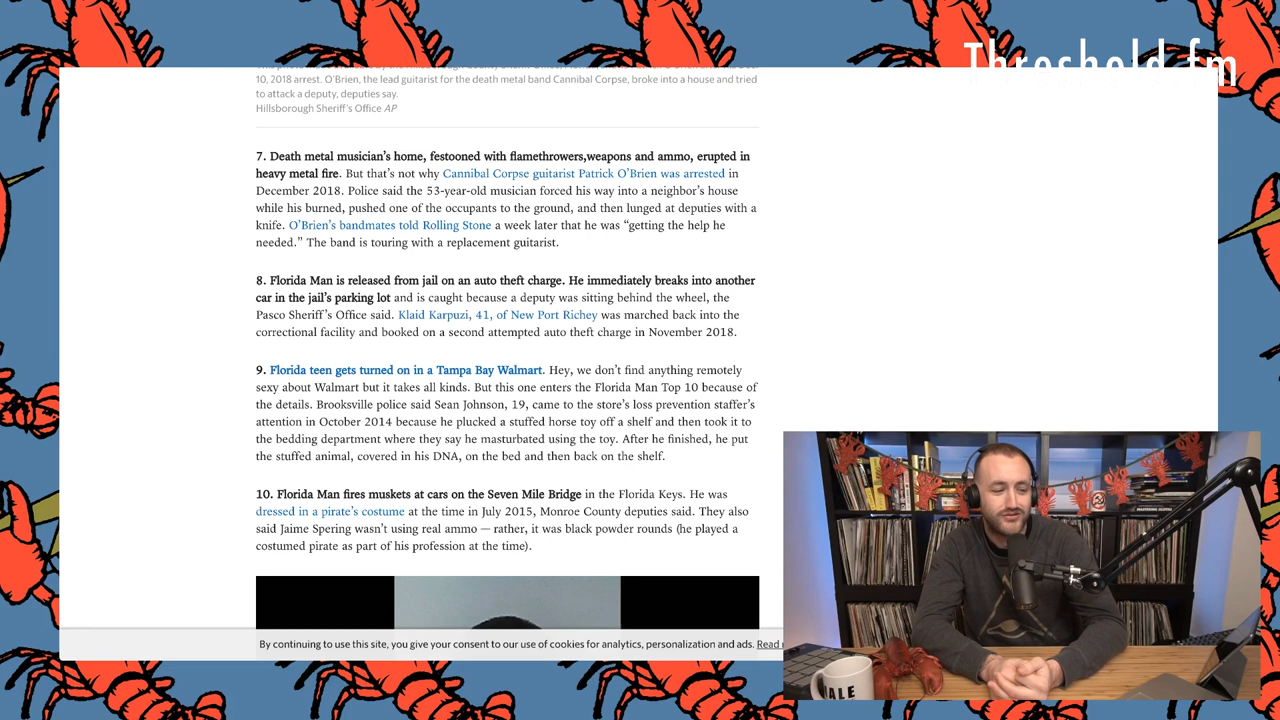 Threshold.fm
10, 2018 arrest. O'Brien, the lead guitarist for the death metal band Cannibal Corpse, broke into a house and tried
to attack a deputy, deputies say.
Hillsborough Sheriff's Office AP
7. Death metal musician's home, festooned with flamethrowers,weapons and ammo, erupted in
heavy metal fire. But that's not why Cannibal Corpse guitarist Patrick O'Brien was arrested in
December 2018. Police said the 53-year-old musician forced his way into a neighbor's house
while his burned, pushed one of the occupants to the ground, and then lunged at deputies with a
knife. O'Brien's bandmates told Rolling Stone a week later that he was “getting the help he
needed.” The band is touring with a replacement guitarist.
8. Florida Man is released from jail on an auto theft charge. He immediately breaks into another
car in the jail's parking lot and is caught because a deputy was sitting behind the wheel, the
Pasco Sheriff's Office said. Klaid Karpuzi, 41, of New Port Richey was marched back into the
correctional facility and booked on a second attempted auto theft charge in November 2018.
9. Florida teen gets turned on in a Tampa Bay Walmart. Hey, we don't find anything remotely
sexy about Walmart but it takes all kinds. But this one enters the Florida Man Top 10 because of
the details. Brooksville police said Sean Johnson, 19, came to the store's loss prevention staffer's
attention in October 2014 because he plucked a stuffed horse toy off a shelf and then took it to
the bedding department where they say he masturbated using the toy. After he finished, he put
the stuffed animal, covered in his DNA, on the bed and then back on the shelf.
10. Florida Man fires muskets at cars on the Seven Mile Bridge in the Florida Keys. He was
dressed in a pirate's costume at the time in July 2015, Monroe County deputies said. They also
said Jaime Spering wasn't using real ammo — rather, it was black powder rounds (he played a
costumed pirate as part of his profession at the time).
By continuing to use this site, you give your consent to our use of cookies for analytics, personalization and ads. Read